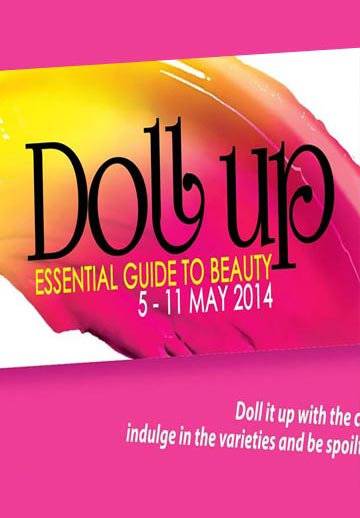 Doll up
ESSENTIAL GUIDE TO BEAUTY
5 - 11 MAY 2014
Doll it up with the
indulge in the varieties and be